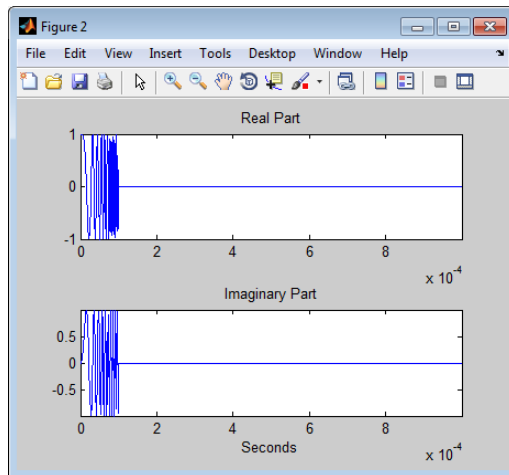 Figure 2
File Edit View Insert Tools Desktop Window Help
Real Part
1
0
-1
0 2 4 6 8
x 10⁻⁴
Imaginary Part
0.5
0
-0.5
0 2 4 6 8
Seconds
x 10⁻⁴